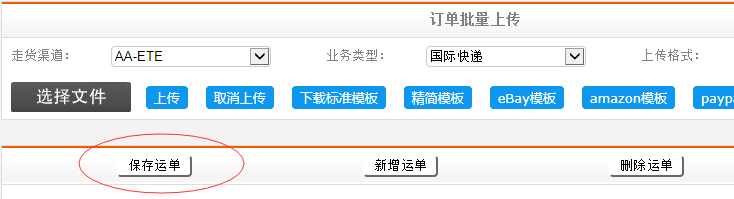 订单批量上传
走货渠道： AA-ETE 业务类型： 国际快递 上传格式：
选择文件 上传 取消上传 下载标准模板 精简模板 eBay模板 amazon模板 paypa
保存运单 新增运单 删除运单